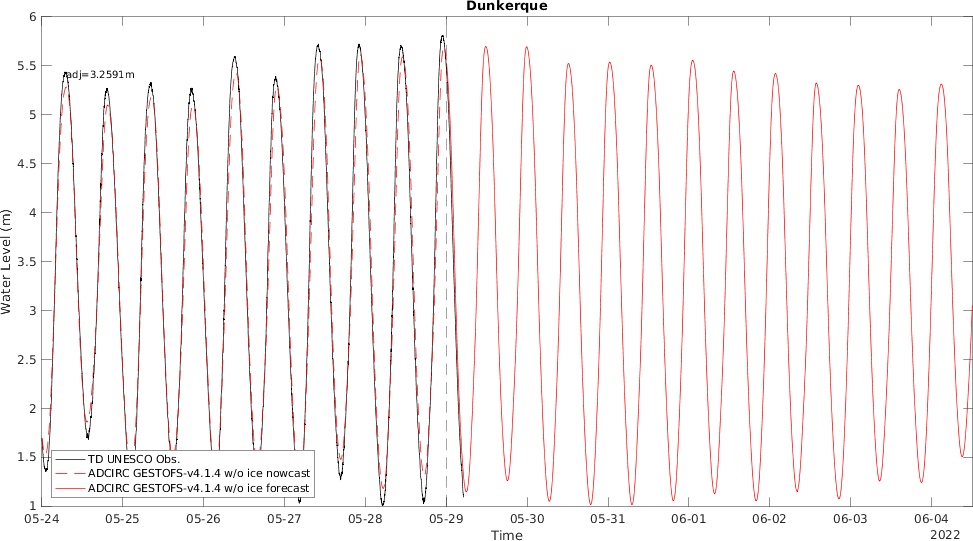 Dunkerque
6
adj=3.2591m
5.5
5
4.5
4
3.5
3
2.5
2
1.5
1
Water Level (m)
TD UNESCO Obs.
ADCIRC GESTOFS-v4.1.4 w/o ice nowcast
ADCIRC GESTOFS-v4.1.4 w/o ice forecast
05-24 05-25 05-26 05-27 05-28 05-29 05-30 05-31 06-01 06-02 06-03 06-04
Time
2022